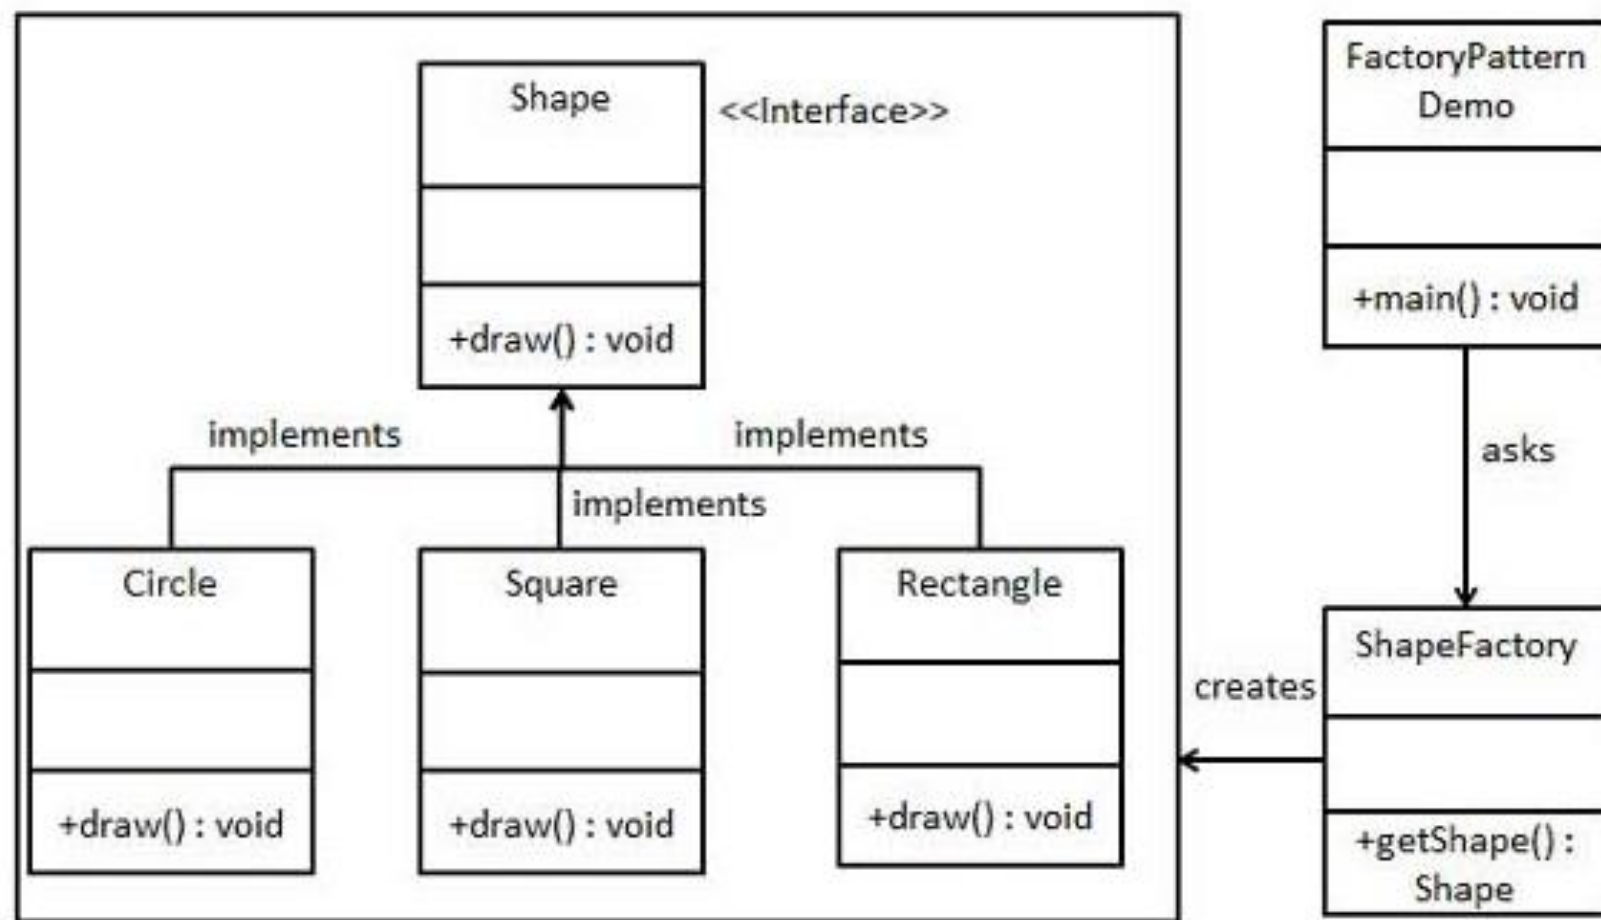 Shape
<<Interface>>
+draw() : void
implements
implements
implements
Circle
+draw() : void
Square
+draw() : void
Rectangle
+draw() : void
FactoryPattern
Demo
+main() : void
asks
creates
ShapeFactory
+getShape() :
Shape